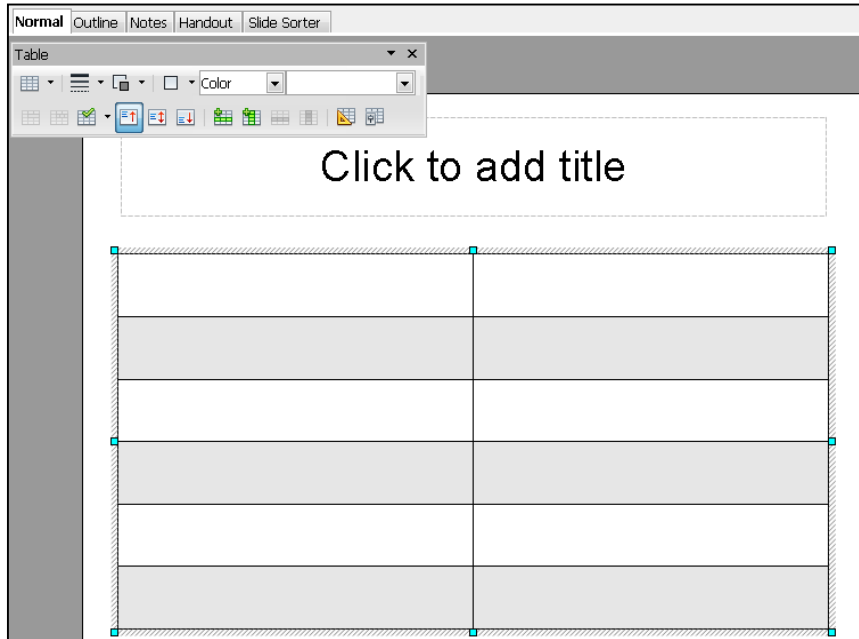 Normal Outline Notes Handout Slide Sorter
Table
Color
Click to add title